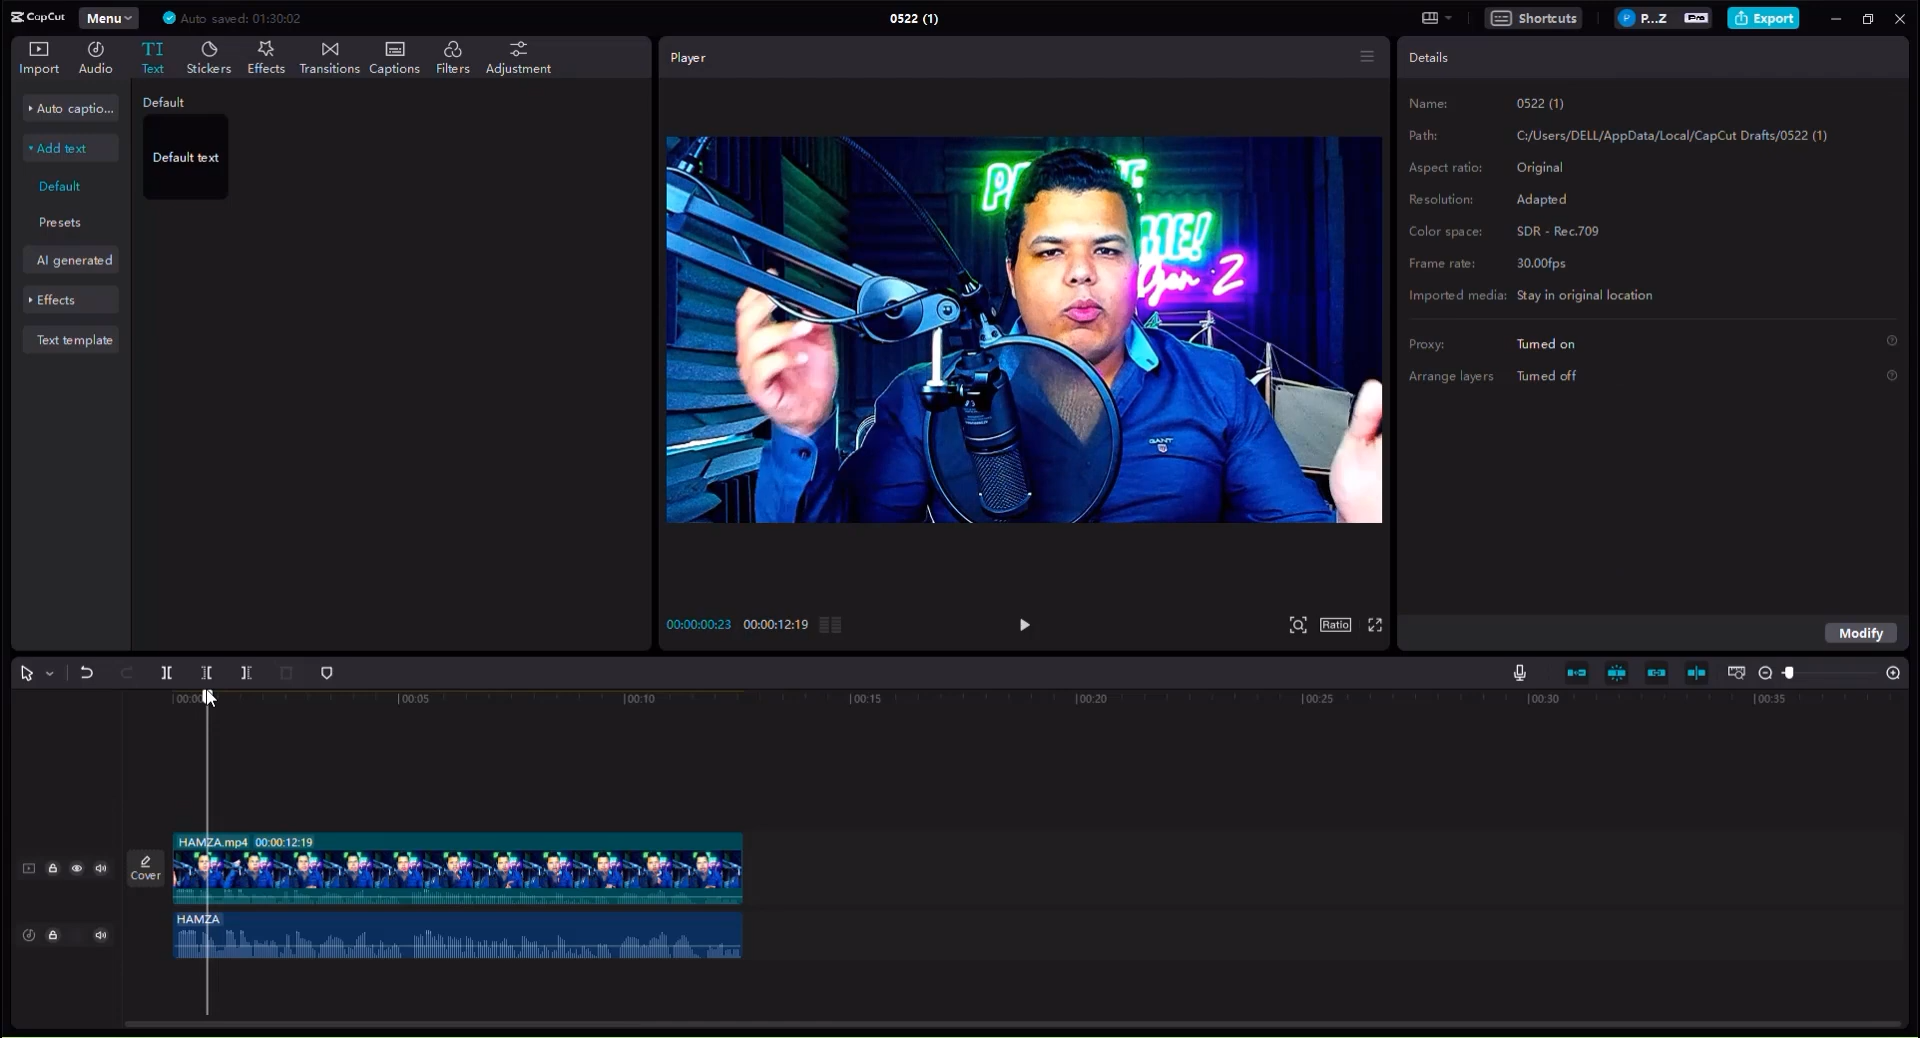 CapCut
Menu
Auto saved: 01:30:02
0522 (1)
Shortcuts
P...Z
Pro
Export
Import
Audio
TI
Text
Stickers
Effects
Transitions
Captions
Filters
Adjustment
Auto captio...
Add text
Default
Presets
AI generated
Effects
Text template
Default
Default text
Player
Gen Z
GANT
00:00:00:23
00:00:12:19
Ratio
Details
Name: 0522 (1)
Path: C:/Users/DELL/AppData/Local/CapCut Drafts/0522 (1)
Aspect ratio: Original
Resolution: Adapted
Color space: SDR - Rec.709
Frame rate: 30.00fps
Imported media: Stay in original location
Proxy: Turned on
Arrange layers Turned off
Modify
00:05
00:10
00:15
00:20
00:25
00:30
00:35
HAMZA.mp4 00:00:12:19
Cover
HAMZA